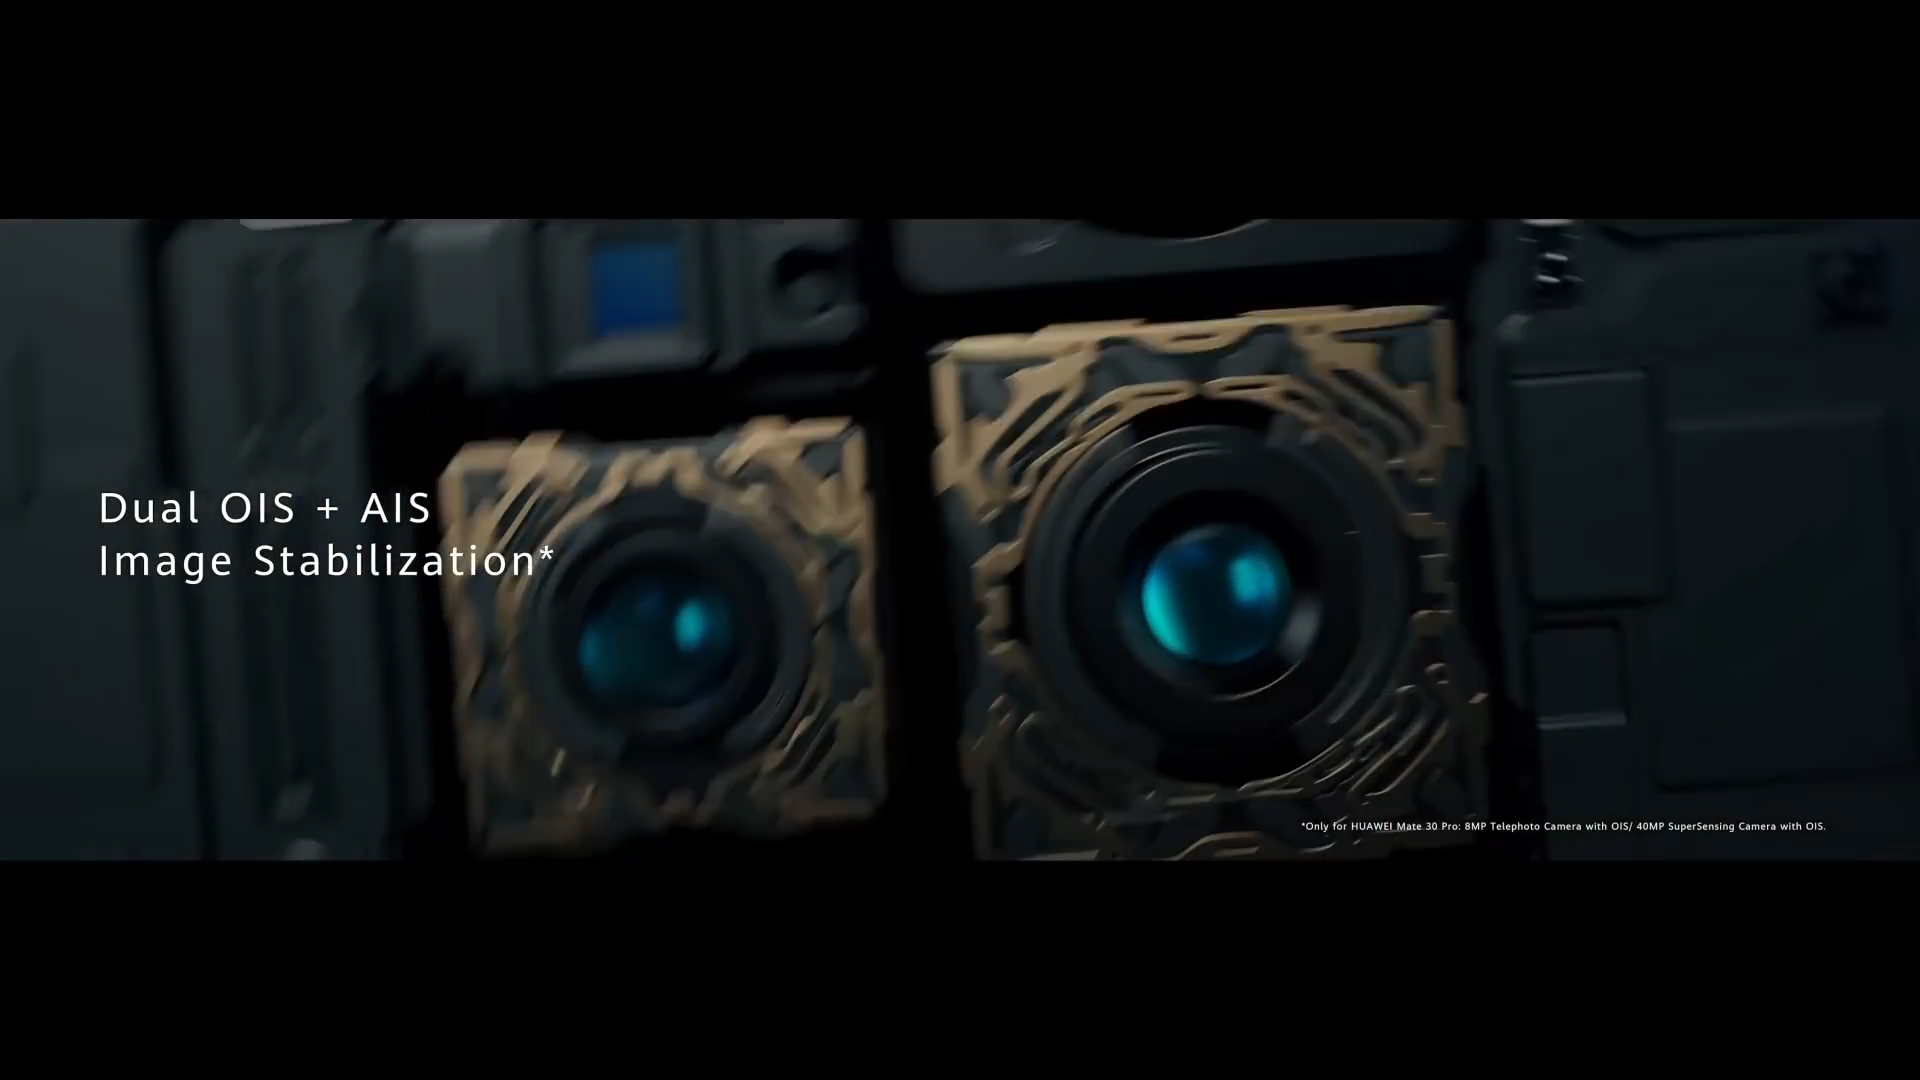 Dual OIS + AIS
Image Stabilization*
*Only for HUAWEI Mate 30 Pro: 8MP Telephoto Camera with OIS/ 40MP SuperSensing Camera with OIS.